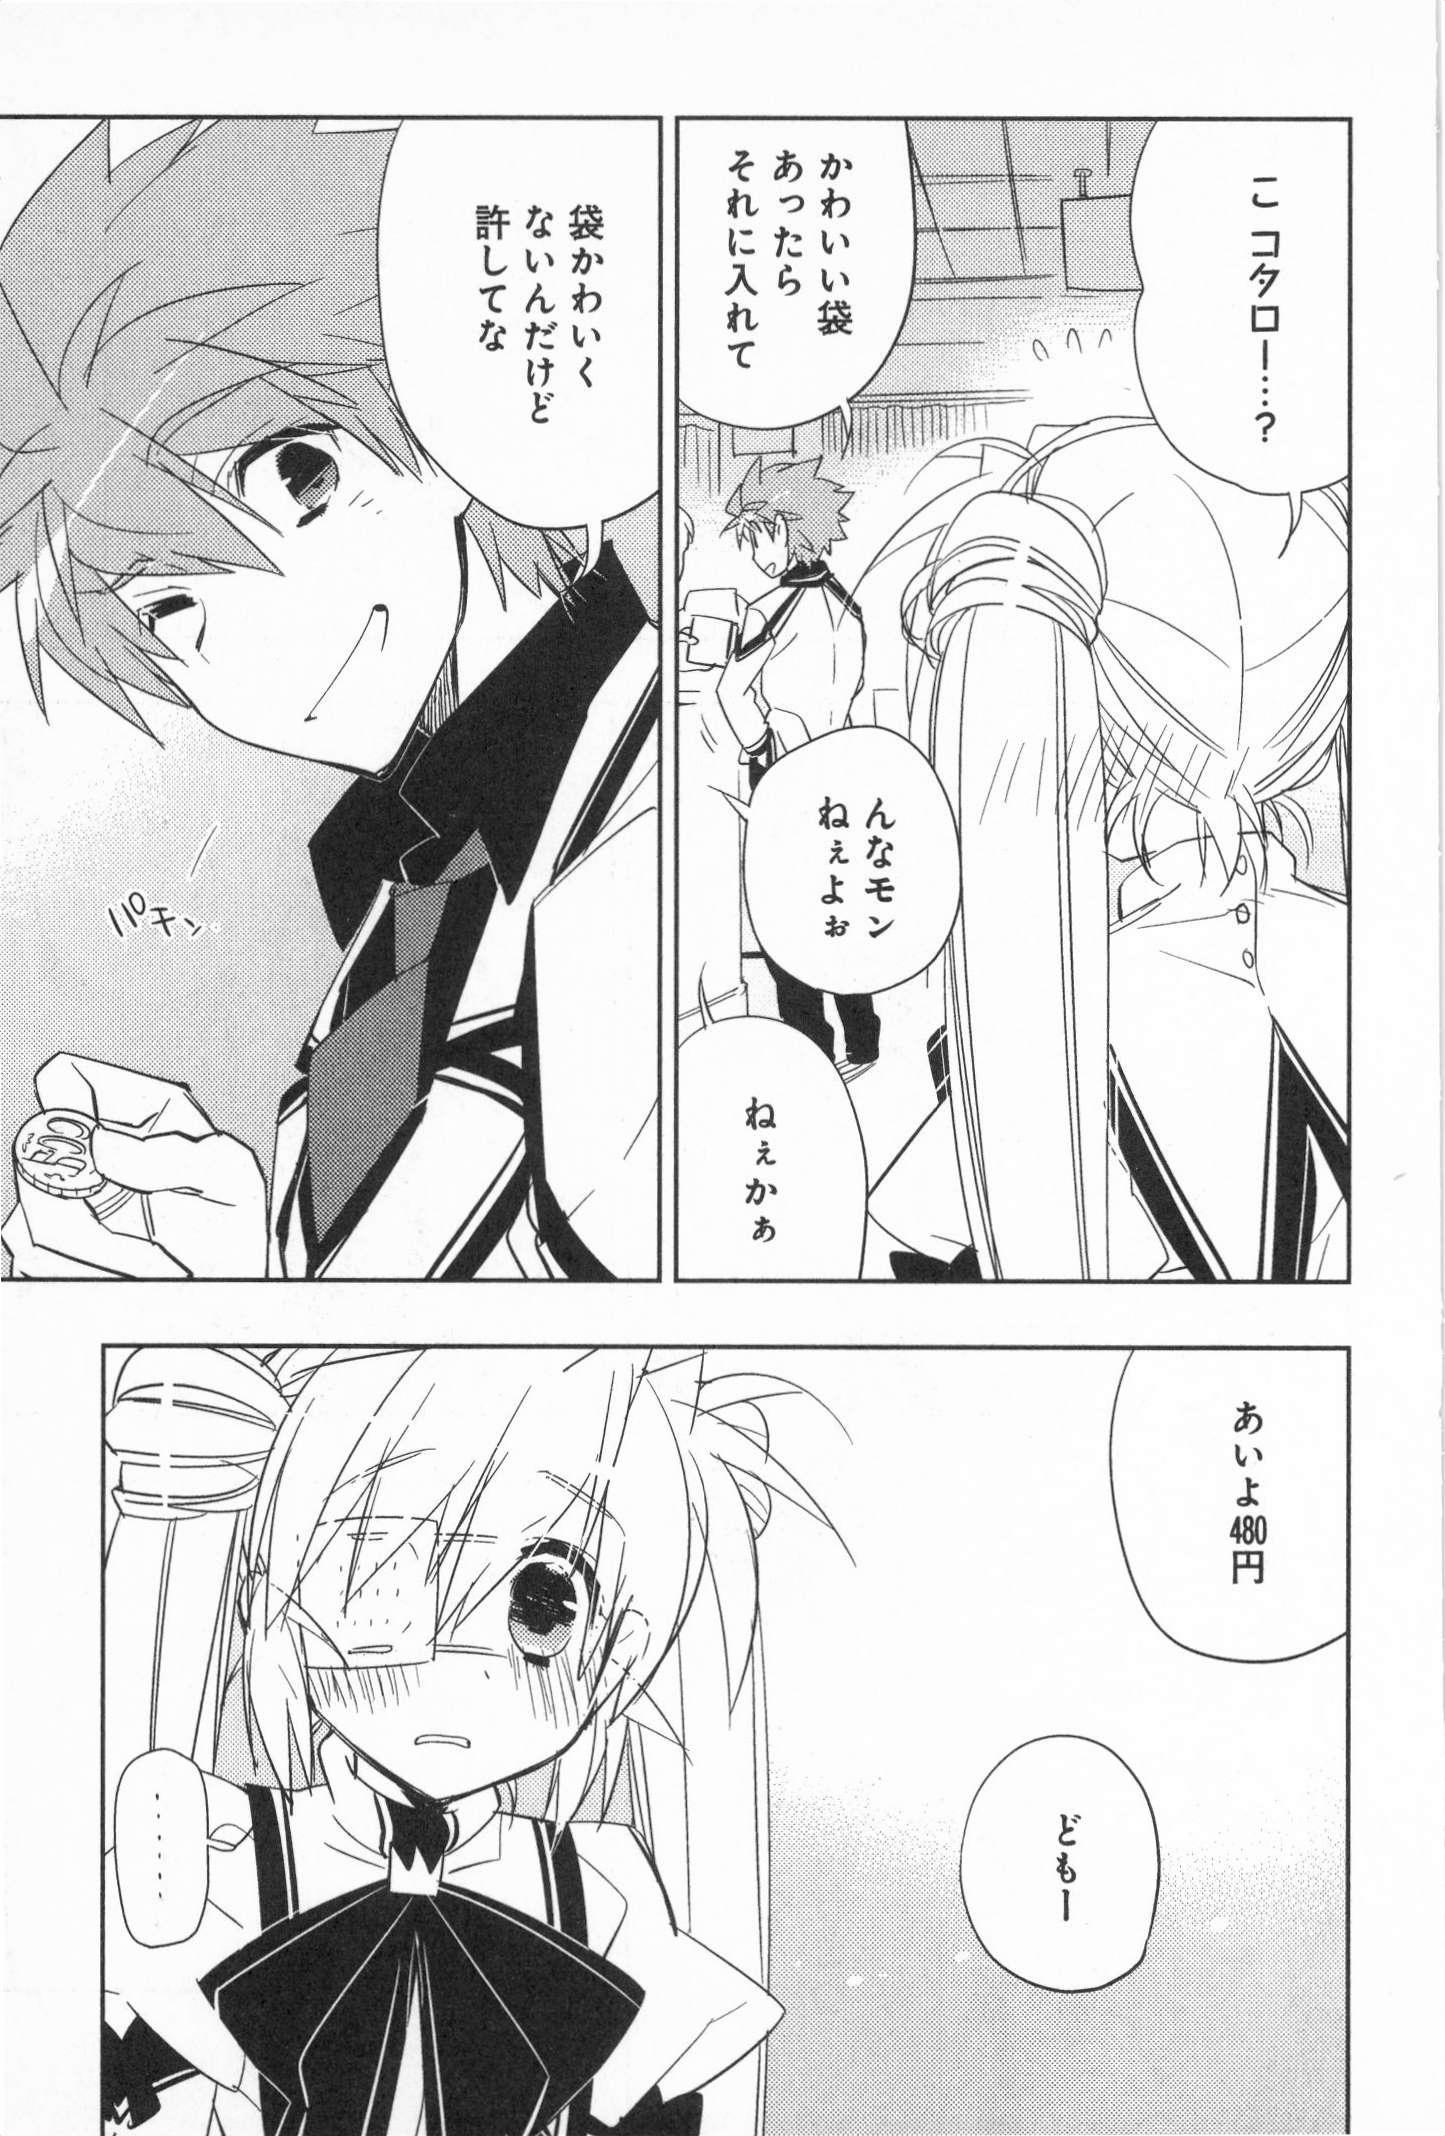 こ コタロー…？
かわいい袋
あったら
それに入れて
んなモン
ねぇよぉ
ねぇかぁ
袋かわいく
ないんだけど
許してな
パチン
500
あいよ480円
どもー
……